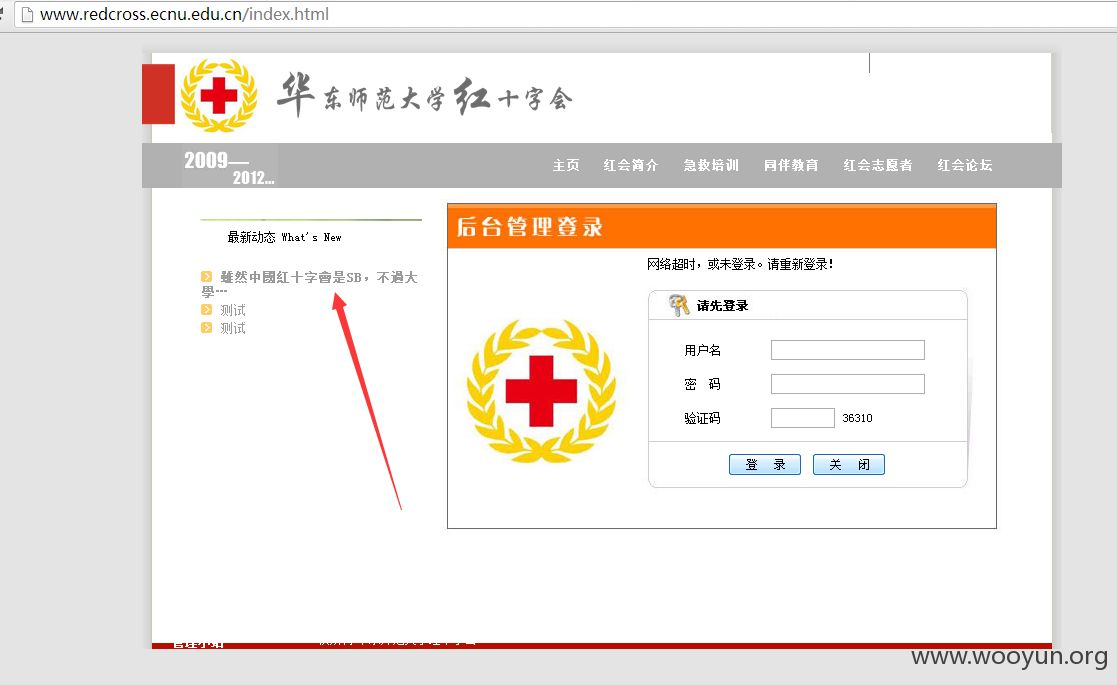 www.redcross.ecnu.edu.cn/index.html
华东师范大学红十字会
2009—
2012...
主页 红会简介 急救培训 同伴教育 红会志愿者 红会论坛
最新动态 What's New
雖然中國紅十字會是SB，不過大
學…
测试
测试
后台管理登录
网络超时，或未登录。请重新登录！
请先登录
用户名
密 码
验证码 36310
登 录 关 闭
www.wooyun.org